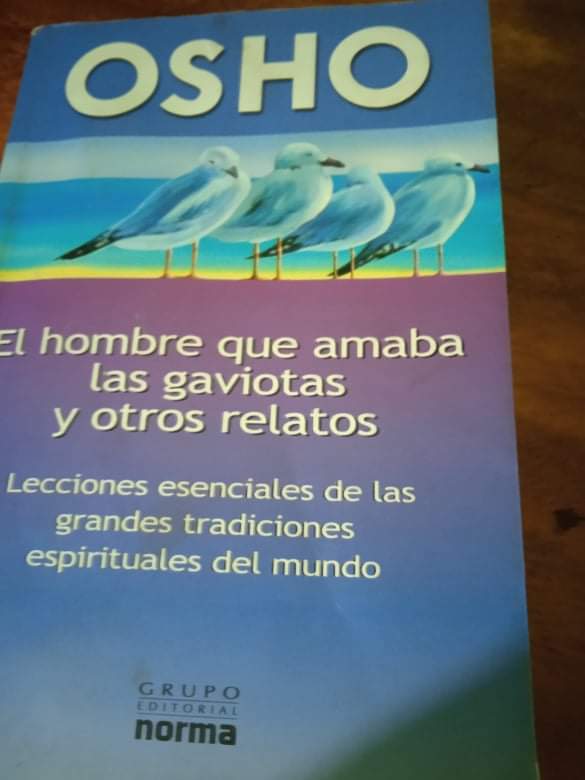 OSHO
El hombre que amaba
las gaviotas
y otros relatos
Lecciones esenciales de las
grandes tradiciones
espirituales del mundo
GRUPO
EDITORIAL
norma